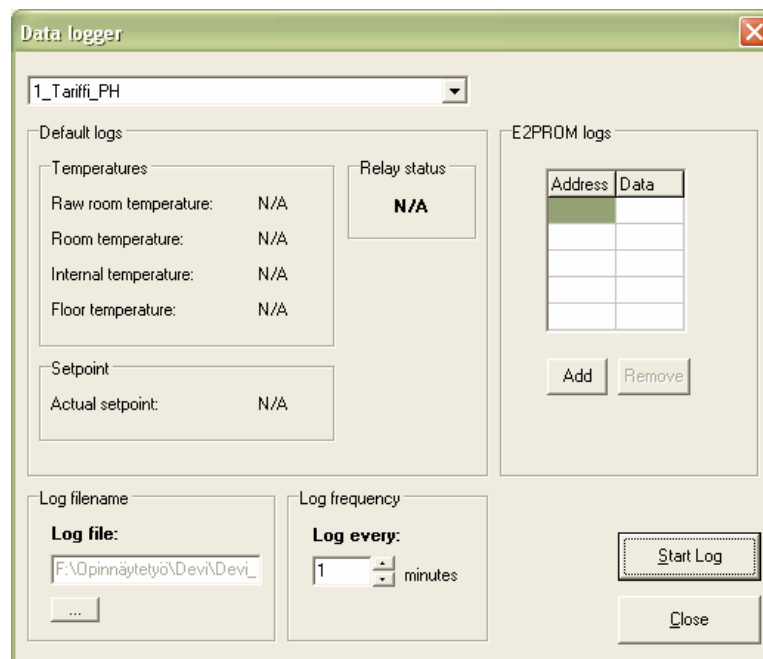 Data logger
1_Tariffi_PH
Default logs
Temperatures
Raw room temperature: N/A
Room temperature: N/A
Internal temperature: N/A
Floor temperature: N/A
Relay status
N/A
Setpoint
Actual setpoint: N/A
E2PROM logs
Address Data
Add Remove
Log filename
Log file:
F:\Opinnäytetyö\Devi\Devi_
...
Log frequency
Log every:
1 minutes
Start Log
Close